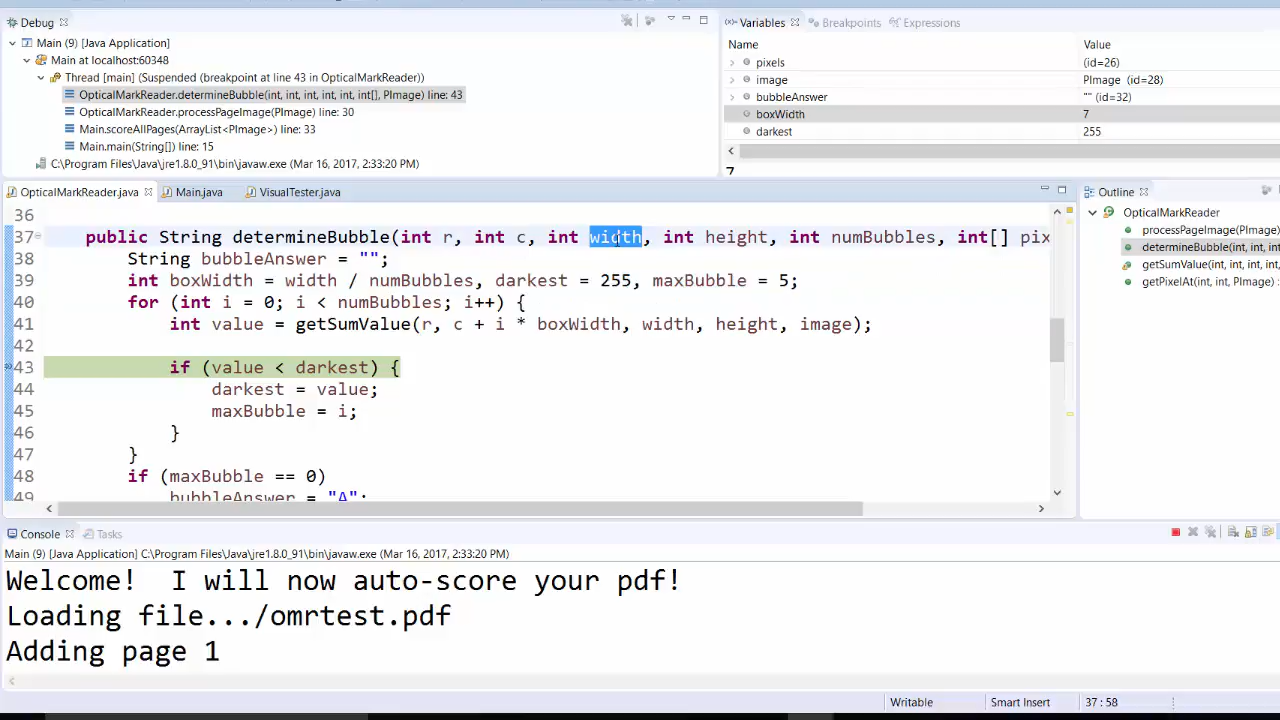 Debug
Main (9) [Java Application]
Main at localhost:60348
Thread [main] (Suspended (breakpoint at line 43 in OpticalMarkReader))
OpticalMarkReader.determineBubble(int, int, int, int, int, int[], PImage) line: 43
OpticalMarkReader.processPageImage(PImage) line: 30
Main.scoreAllPages(ArrayList<PImage>) line: 33
Main.main(String[]) line: 15
C:\Program Files\Java\jre1.8.0_91\bin\javaw.exe (Mar 16, 2017, 2:33:20 PM)
(x)= Variables Breakpoints Expressions
Name Value
pixels (id=26)
image PImage (id=28)
bubbleAnswer "" (id=32)
boxWidth 7
darkest 255
7
OpticalMarkReader.java Main.java VisualTester.java
36
37 public String determineBubble(int r, int c, int width, int height, int numBubbles, int[] pix
38 String bubbleAnswer = "";
39 int boxWidth = width / numBubbles, darkest = 255, maxBubble = 5;
40 for (int i = 0; i < numBubbles; i++) {
41 int value = getSumValue(r, c + i * boxWidth, width, height, image);
42
43 if (value < darkest) {
44 darkest = value;
45 maxBubble = i;
46 }
47 }
48 if (maxBubble == 0)
49 bubbleAnswer = "A";
Outline
OpticalMarkReader
processPageImage(PImage)
determineBubble(int, int, int
getSumValue(int, int, int, int,
getPixelAt(int, int, PImage) :
Console Tasks
Main (9) [Java Application] C:\Program Files\Java\jre1.8.0_91\bin\javaw.exe (Mar 16, 2017, 2:33:20 PM)
Welcome!  I will now auto-score your pdf!
Loading file.../omrtest.pdf
Adding page 1
Writable Smart Insert 37 : 58